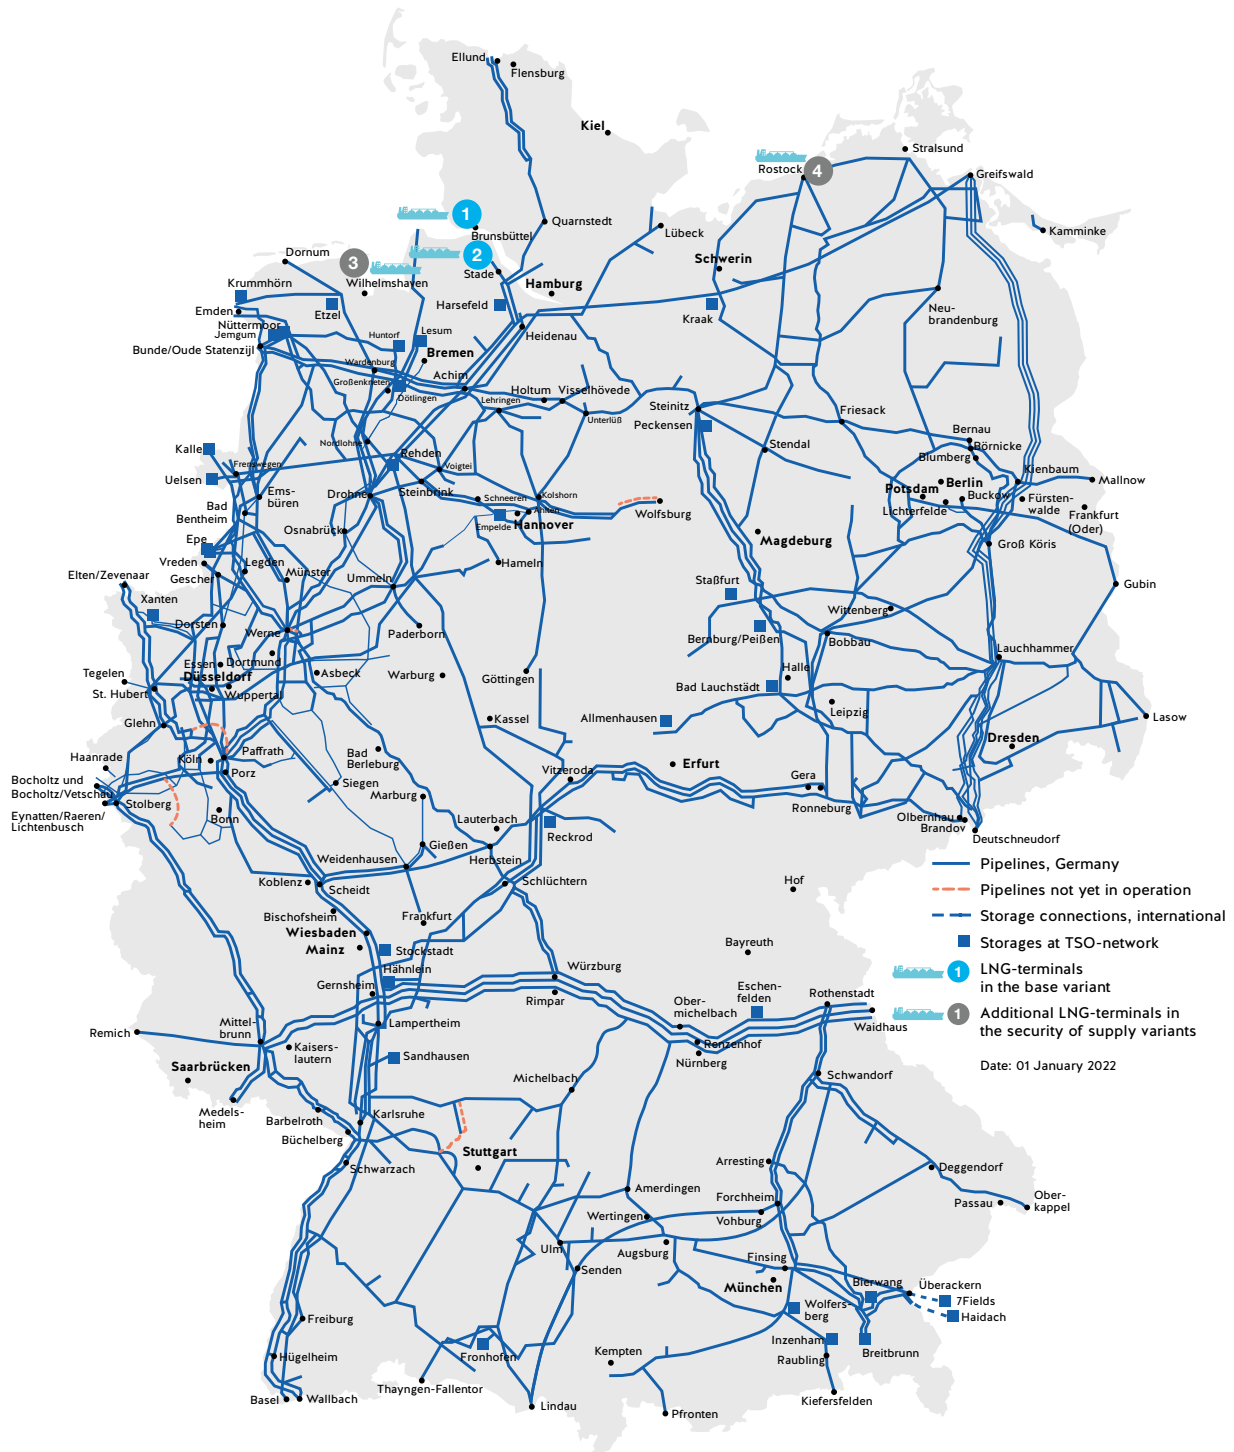 Ellund
Flensburg
Kiel
Stralsund
Rostock
4
Greifswald
1
Quarnstedt
Lübeck
Kamminke
Brunsbüttel
Dornum
3
2
Stade
Schwerin
Krummhörn
Wilhelmshaven
Hamburg
Emden
Etzel
Harsefeld
Kraak
Neu-
brandenburg
Nüttermoor
Jemgum
Huntorf
Lesum
Heidenau
Bunde/Oude Statenzijl
Bremen
Wardenburg
Großenkneten
Achim
Dötlingen
Holtum
Visselhövede
Lehringen
Unterlüß
Steinitz
Peckensen
Friesack
Bernau
Börnicke
Blumberg
Nordlohne
Stendal
Kalle
Rehden
Frenswegen
Voigtei
Kienbaum
Mallnow
Uelsen
Berlin
Potsdam
Buckow
Lichterfelde
Fürsten-
walde
Frankfurt
(Oder)
Ems-
büren
Drohne
Steinbrink
Schneeren
Kolshorn
Ahlten
Wolfsburg
Bad
Bentheim
Empelde
Hannover
Osnabrück
Magdeburg
Groß Köris
Epe
Vreden
Legden
Hameln
Gescher
Münster
Ummeln
Elten/Zevenaar
Gubin
Xanten
Staßfurt
Wittenberg
Dorsten
Werne
Paderborn
Bernburg/Peißen
Bobbau
Lauchhammer
Essen
Dortmund
Tegelen
Düsseldorf
Asbeck
Warburg
Göttingen
Halle
St. Hubert
Wuppertal
Bad Lauchstädt
Leipzig
Glehn
Kassel
Allmenhausen
Lasow
Dresden
Haanrade
Köln
Paffrath
Bad
Berleburg
Porz
Vitzeroda
Erfurt
Bocholtz und
Bocholtz/Vetschau
Siegen
Gera
Stolberg
Marburg
Ronneburg
Eynatten/Raeren/
Lichtenbusch
Bonn
Lauterbach
Reckrod
Olbernhau
Brandov
Deutschneudorf
Gießen
Weidenhausen
Herbstein
Koblenz
Scheidt
Schlüchtern
Hof
Bischofsheim
Frankfurt
Wiesbaden
Mainz
Stockstadt
Bayreuth
Hähnlein
Würzburg
Gernsheim
Rimpar
Eschen-
felden
Rothenstadt
Ober-
michelbach
Waidhaus
Remich
Mittel-
brunn
Lampertheim
Kaisers-
lautern
Sandhausen
Renzenhof
Nürnberg
Saarbrücken
Michelbach
Schwandorf
Medels-
heim
Barbelroth
Karlsruhe
Büchelberg
Stuttgart
Schwarzach
Arresting
Deggendorf
Amerdingen
Forchheim
Passau
Ober-
kappel
Wertingen
Vohburg
Ulm
Augsburg
Finsing
Senden
München
Bierwang
Überackern
7Fields
Haidach
Wolfers-
berg
Freiburg
Inzenham
Breitbrunn
Hügelheim
Fronhofen
Kempten
Raubling
Basel
Wallbach
Thayngen-Fallentor
Kiefersfelden
Lindau
Pfronten
Pipelines, Germany
Pipelines not yet in operation
Storage connections, international
Storages at TSO-network
1
LNG-terminals
in the base variant
1
Additional LNG-terminals in
the security of supply variants
Date: 01 January 2022